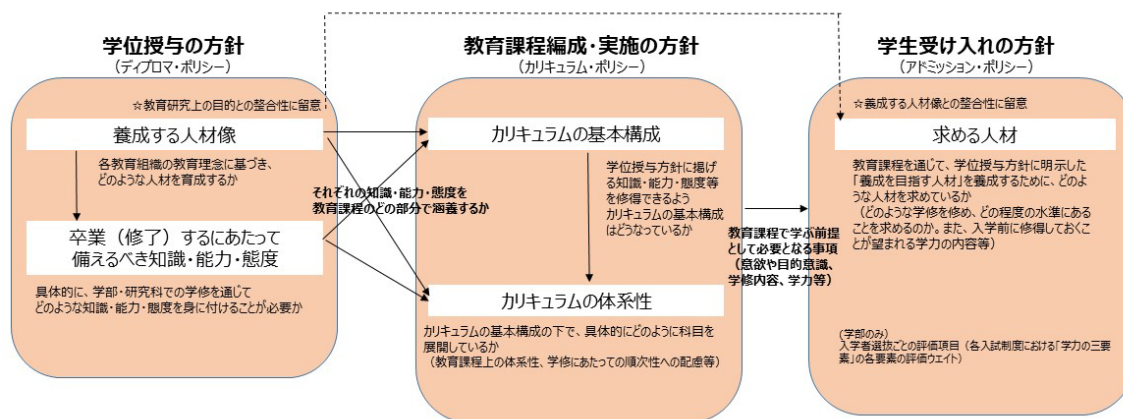 学位授与の方針
（ディプロマ・ポリシー）
☆教育研究上の目的との整合性に留意
養成する人材像
各教育組織の教育理念に基づき、
どのような人材を育成するか
卒業（修了）するにあたって
備えるべき知識・能力・態度
具体的に、学部・研究科での学修を通じて
どのような知識・能力・態度を身に付けることが必要か
それぞれの知識・能力・態度を
教育課程のどの部分で涵養するか
教育課程編成・実施の方針
（カリキュラム・ポリシー）
カリキュラムの基本構成
学位授与方針に掲げ
る知識・能力・態度等
を修得できるよう
カリキュラムの基本構成
はどうなっているか
カリキュラムの体系性
カリキュラムの基本構成の下で、具体的にどのように科目を
展開しているか
（教育課程上の体系性、学修にあたっての順次性への配慮等）
教育課程で学ぶ前提
として必要となる事項
（意欲や目的意識、
学修内容、学力等）
学生受け入れの方針
（アドミッション・ポリシー）
☆養成する人材像との整合性に留意
求める人材
教育課程を通じて、学位授与方針に明示した
「養成を目指す人材」を養成するために、どのよ
うな人材を求めているか
（どのような学修を修め、どの程度の水準にある
ことを求めるのか。また、入学前に修得しておくこ
とが望まれる学力の内容等）
(学部のみ)
入学者選抜ごとの評価項目（各入試制度における「学力の三要
素」の各要素の評価ウエイト）